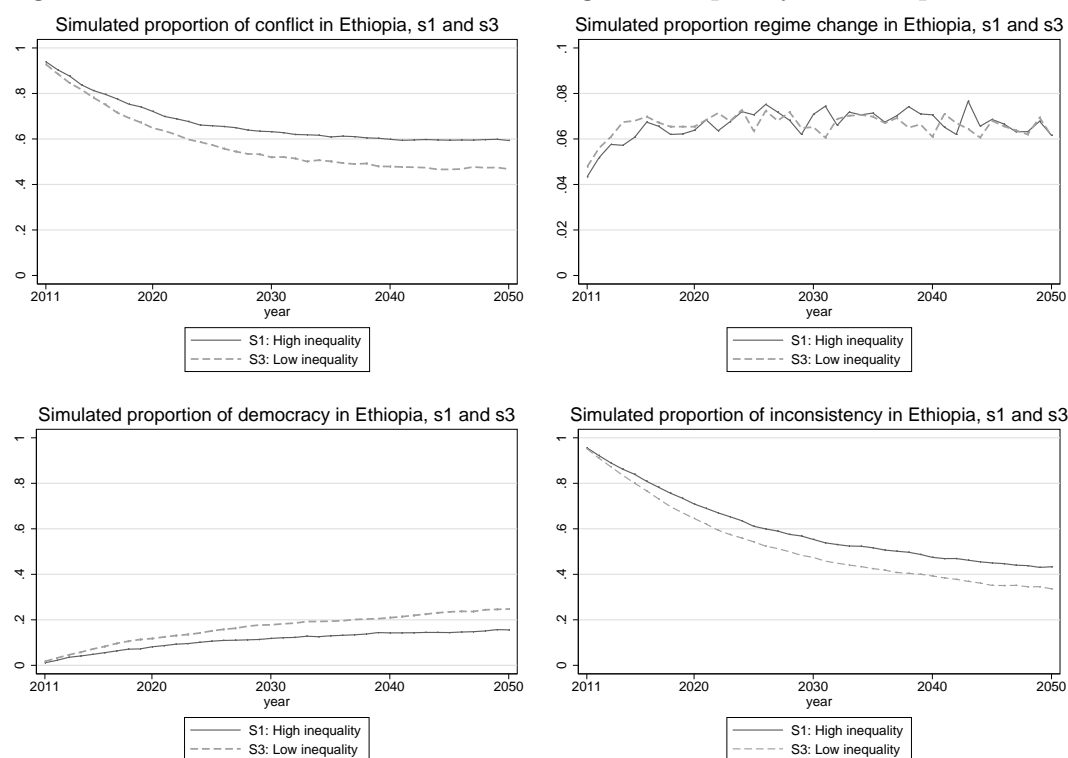 Simulated proportion of conflict in Ethiopia, s1 and s3
1
.8
.6
.4
.2
0
2011 2020 2030 2040 2050
year
S1: High inequality
S3: Low inequality
Simulated proportion regime change in Ethiopia, s1 and s3
.1
.08
.06
.04
.02
0
2011 2020 2030 2040 2050
year
S1: High inequality
S3: Low inequality
Simulated proportion of democracy in Ethiopia, s1 and s3
1
.8
.6
.4
.2
0
2011 2020 2030 2040 2050
year
S1: High inequality
S3: Low inequality
Simulated proportion of inconsistency in Ethiopia, s1 and s3
1
.8
.6
.4
.2
0
2011 2020 2030 2040 2050
year
S1: High inequality
S3: Low inequality